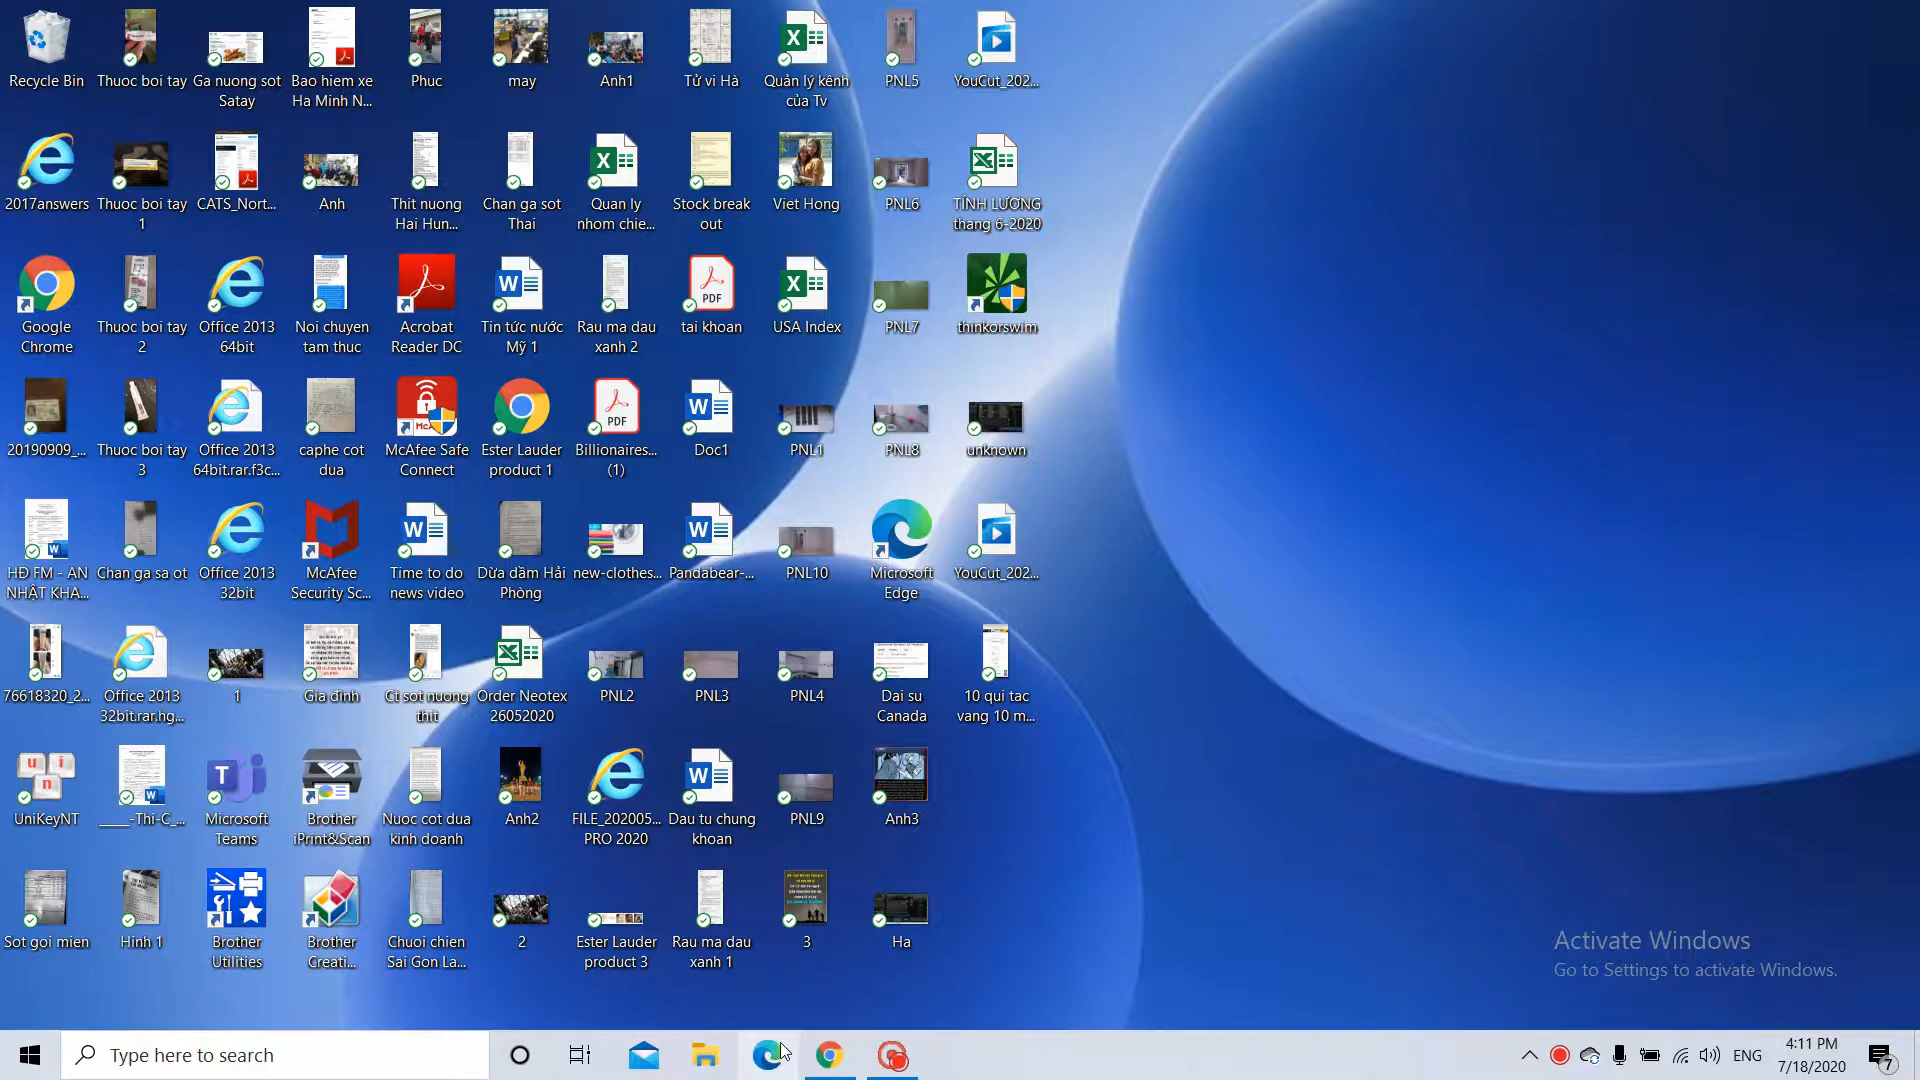 Recycle Bin
Thuoc boi tay
Ga nuong sot
Satay
Bao hiem xe
Ha Minh N...
Phuc
may
Anh1
Tử vi Hà
Quản lý kênh
của Tv
PNL5
YouCut_202...
2017answers
Thuoc boi tay
1
CATS_Nort...
Anh
Thit nuong
Hai Hun...
Chan ga sot
Thai
Quan ly
nhom chie...
Stock break
out
Viet Hong
PNL6
TÍNH LƯƠNG
thang 6-2020
Google
Chrome
Thuoc boi tay
2
Office 2013
64bit
Noi chuyen
tam thuc
Acrobat
Reader DC
Tin tức nước
Mỹ 1
Rau ma dau
xanh 2
PDF
tai khoan
USA Index
PNL7
thinkorswim
20190909_...
Thuoc boi tay
3
Office 2013
64bit.rar.f3c...
caphe cot
dua
McAfee Safe
Connect
Ester Lauder
product 1
PDF
Billionaires...
(1)
Doc1
PNL1
PNL8
unknown
HĐ FM - AN
NHẬT KHA...
Chan ga sa ot
Office 2013
32bit
McAfee
Security Sc...
Time to do
news video
Dừa dầm Hải
Phòng
new-clothes...
Pandabear-...
PNL10
Microsoft
Edge
YouCut_202...
76618320_2...
Office 2013
32bit.rar.hg...
1
Gia đình
Ct sot nuong
thit
Order Neotex
26052020
PNL2
PNL3
PNL4
Dai su
Canada
10 qui tac
vang 10 m...
UniKeyNT
_____-Thi-C_...
Microsoft
Teams
Brother
iPrint&Scan
Nuoc cot dua
kinh doanh
Anh2
FILE_202005...
PRO 2020
Dau tu chung
khoan
PNL9
Anh3
Sot goi mien
Hinh 1
Brother
Utilities
Brother
Creati...
Chuoi chien
Sai Gon La...
2
Ester Lauder
product 3
Rau ma dau
xanh 1
3
Ha
Activate Windows
Go to Settings to activate Windows.
Type here to search
ENG
4:11 PM
7/18/2020
7